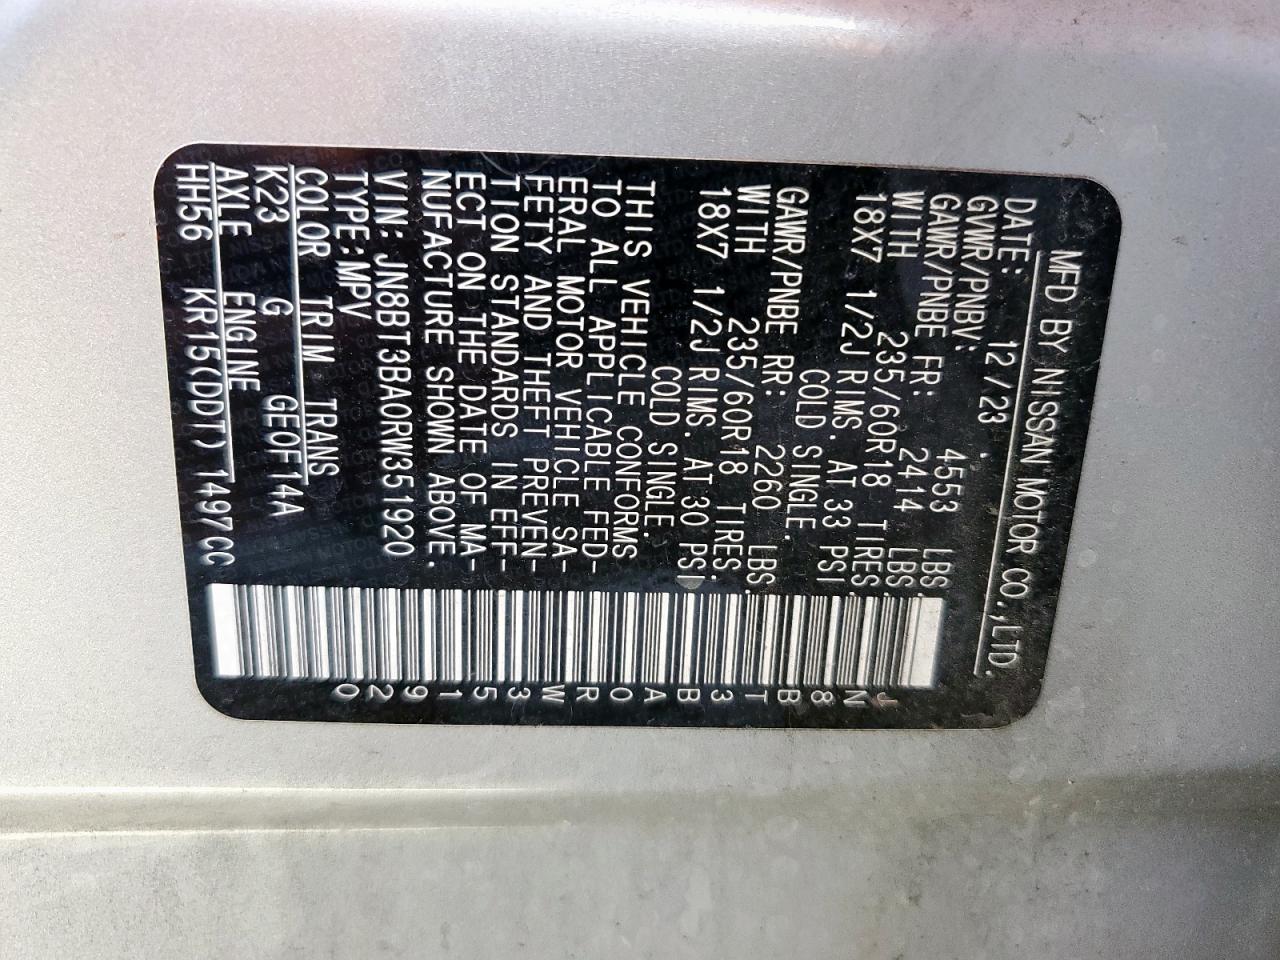 MFD BY NISSAN MOTOR CO.,LTD.
DATE: 12/23
GVWR/PNBV: 4553 LBS.
GAWR/PNBE FR: 2414 LBS.
WITH 235/60R18 TIRES.
18X7 1/2J RIMS. AT 33 PSI
COLD SINGLE.
GAWR/PNBE RR: 2260 LBS.
WITH 235/60R18 TIRES:
18X7 1/2J RIMS. AT 30 PSI
COLD SINGLE.
THIS VEHICLE CONFORMS
TO ALL APPLICABLE FED-
ERAL MOTOR VEHICLE SA-
FETY AND THEFT PREVEN-
TION STANDARDS IN EFF-
ECT ON THE DATE OF MA-
NUFACTURE SHOWN ABOVE.
VIN: JN8BT3BA0RW351920
TYPE:MPV
COLOR TRIM TRANS
K23 G GE0F14A
AXLE ENGINE
HH56 KR15(DDT) 1497CC
JN8BT3BA0RW351920